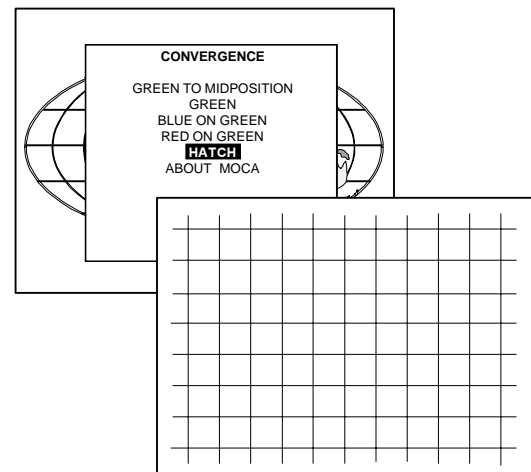 CONVERGENCE
GREEN TO MIDPOSITION
GREEN
BLUE ON GREEN
RED ON GREEN
HATCH
ABOUT MOCA